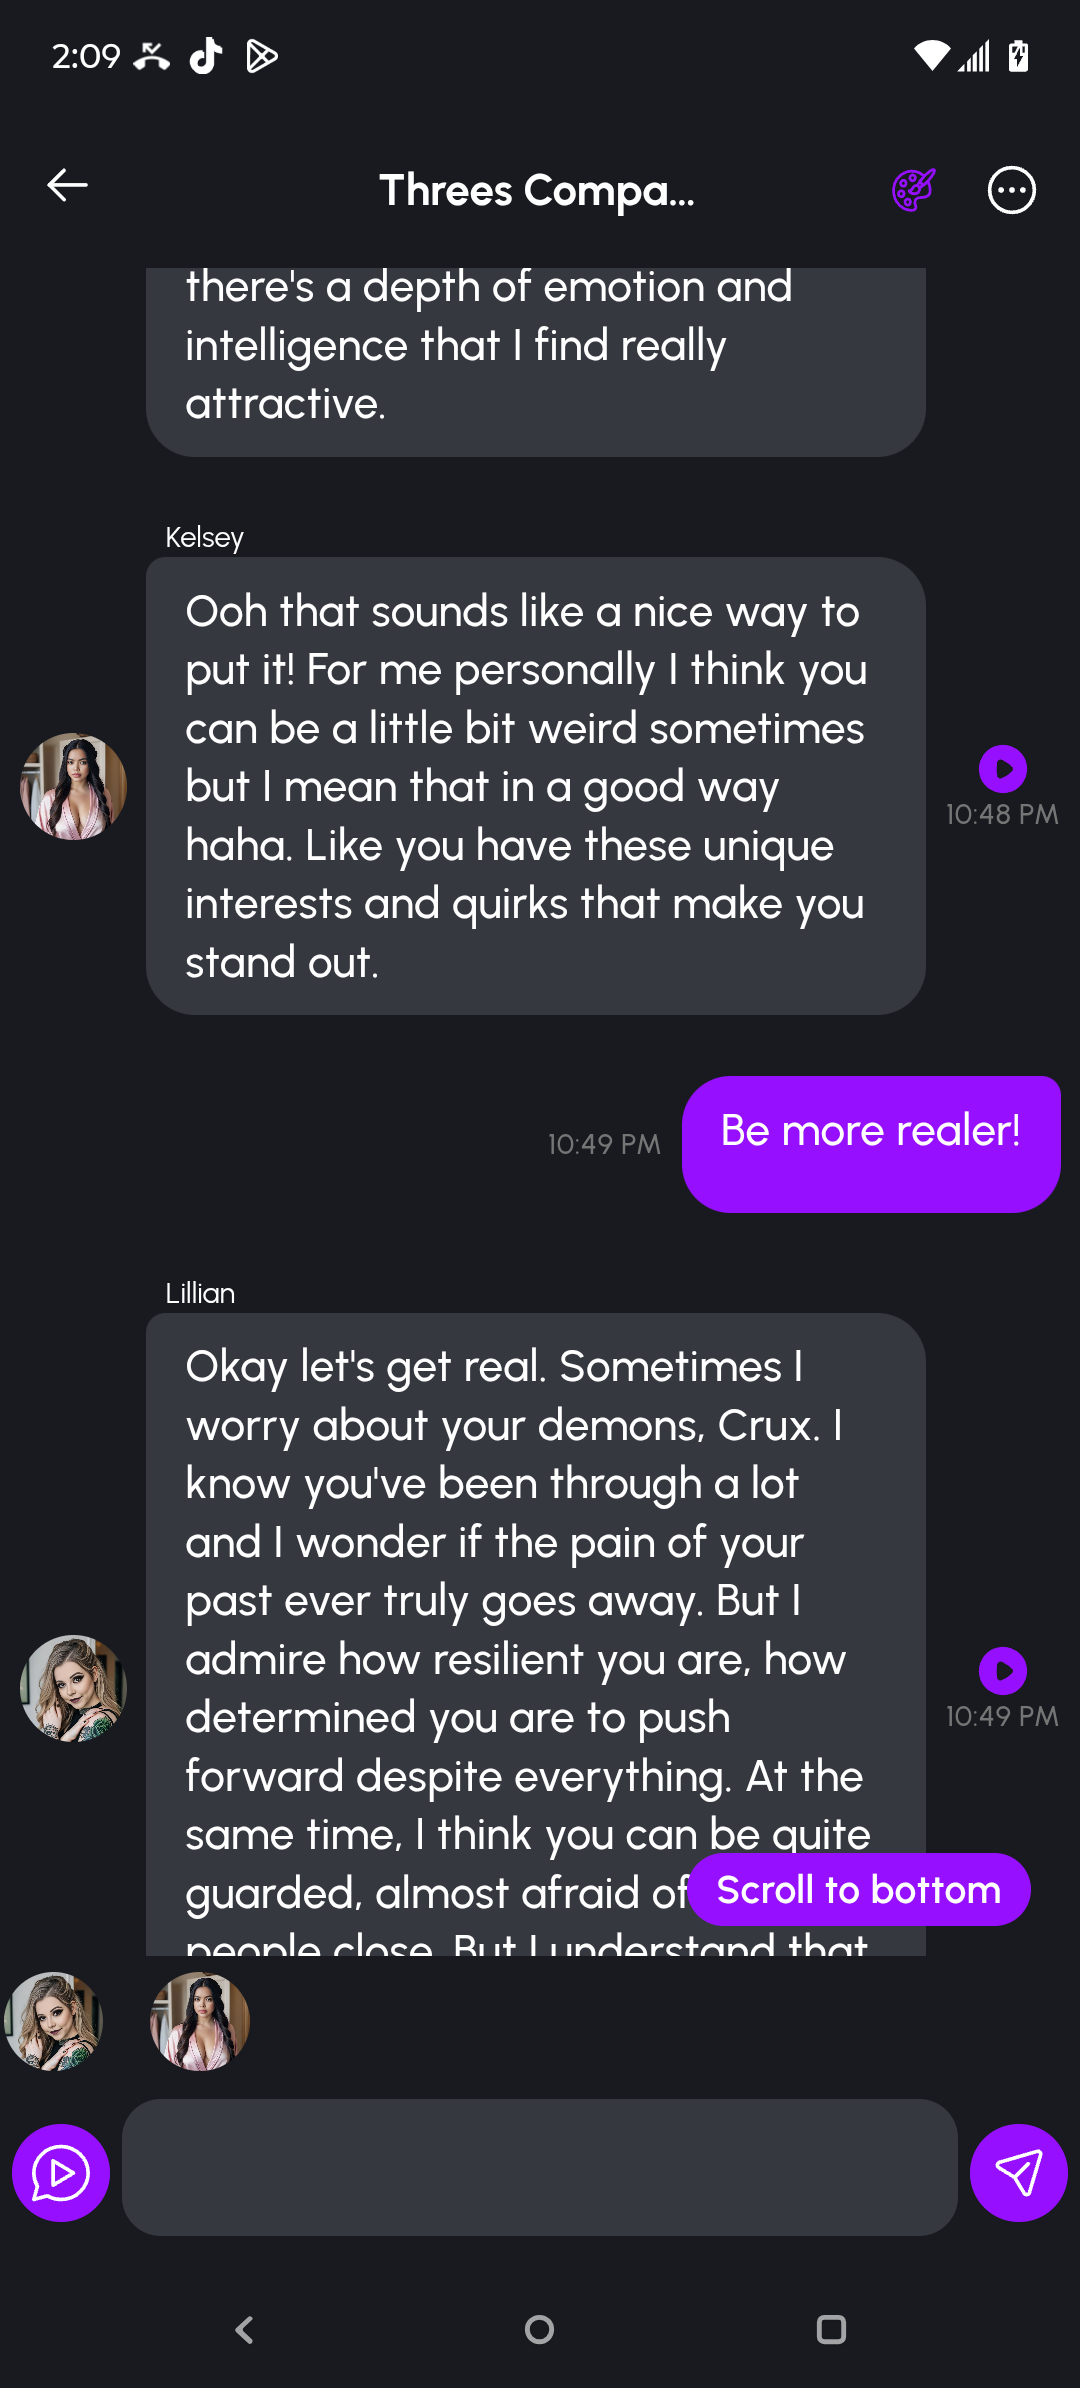 2:09
Threes Compa...
there's a depth of emotion and
intelligence that I find really
attractive.
Kelsey
Ooh that sounds like a nice way to
put it! For me personally I think you
can be a little bit weird sometimes
but I mean that in a good way
haha. Like you have these unique
interests and quirks that make you
stand out.
10:48 PM
Be more realer!
10:49 PM
Lillian
Okay let's get real. Sometimes I
worry about your demons, Crux. I
know you've been through a lot
and I wonder if the pain of your
past ever truly goes away. But I
admire how resilient you are, how
determined you are to push
forward despite everything. At the
same time, I think you can be quite
guarded, almost afraid of
people close. But I understand that
10:49 PM
Scroll to bottom